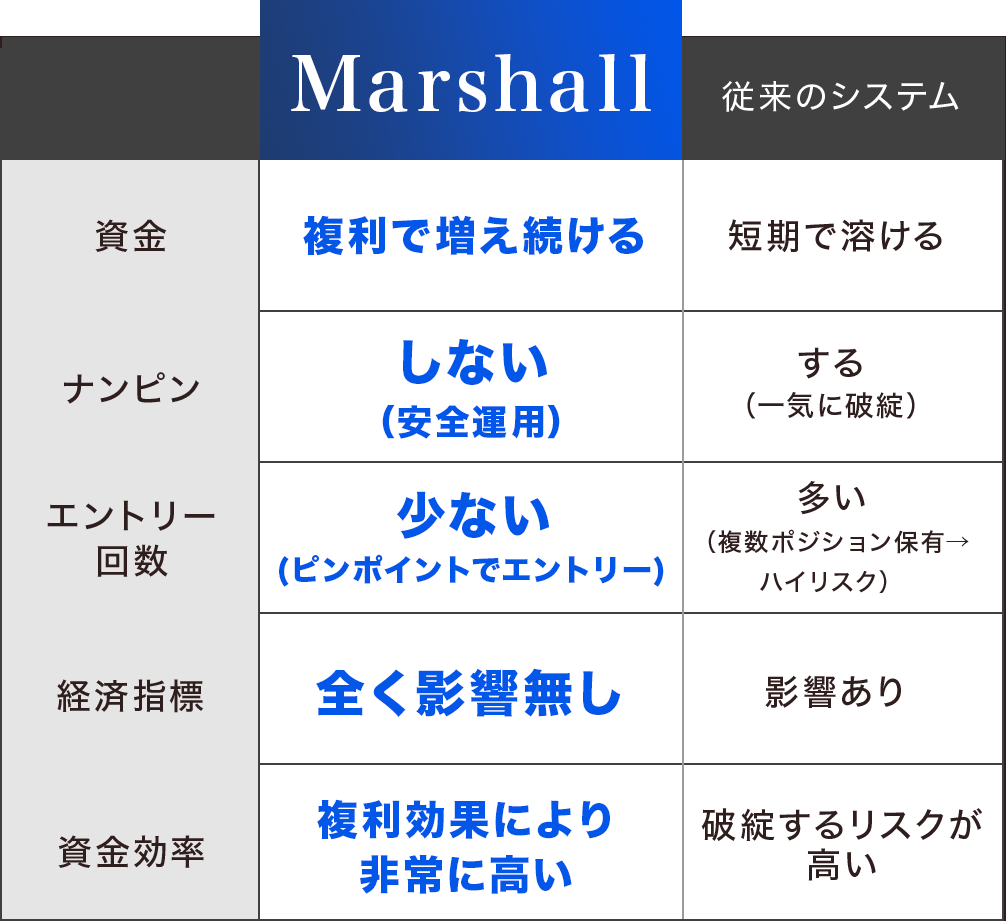 Marshall
従来のシステム
資金
複利で増え続ける
短期で溶ける
ナンピン
しない
(安全運用)
する
（一気に破綻）
エントリー
回数
少ない
(ピンポイントでエントリー)
多い
（複数ポジション保有→
ハイリスク）
経済指標
全く影響無し
影響あり
資金効率
複利効果により
非常に高い
破綻するリスクが
高い